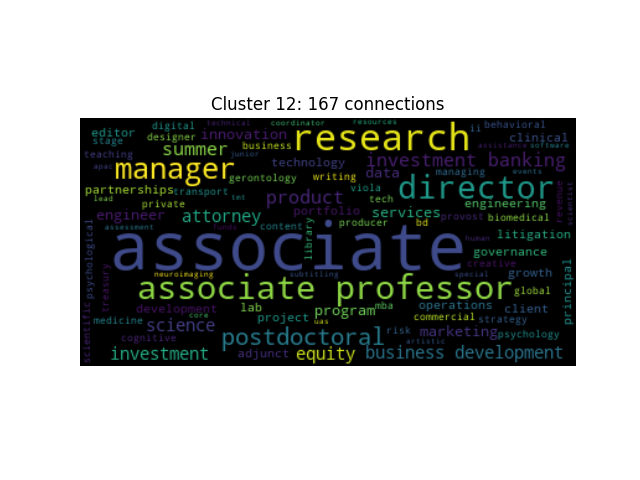 Cluster 12: 167 connections
digital technical coordinator resources
editor innovation research ii behavioral
stage designer junior clinical
teaching summer business assistance software
apac manager technology investment banking
gerontology data managing events
partnerships transport writing director
lead private tmt product viola tech engineering revenue scientist
engineer attorney portfolio services provost biomedical
assessment funds content library producer bd litigation
psychological associate human governance
neuroimaging subtitling special creative growth
treasury associate professor global principal
development lab program mba operations client
scientific medicine core science project uas commercial strategy
cognitive postdoctoral risk marketing psychology
artistic
investment adjunct equity business development